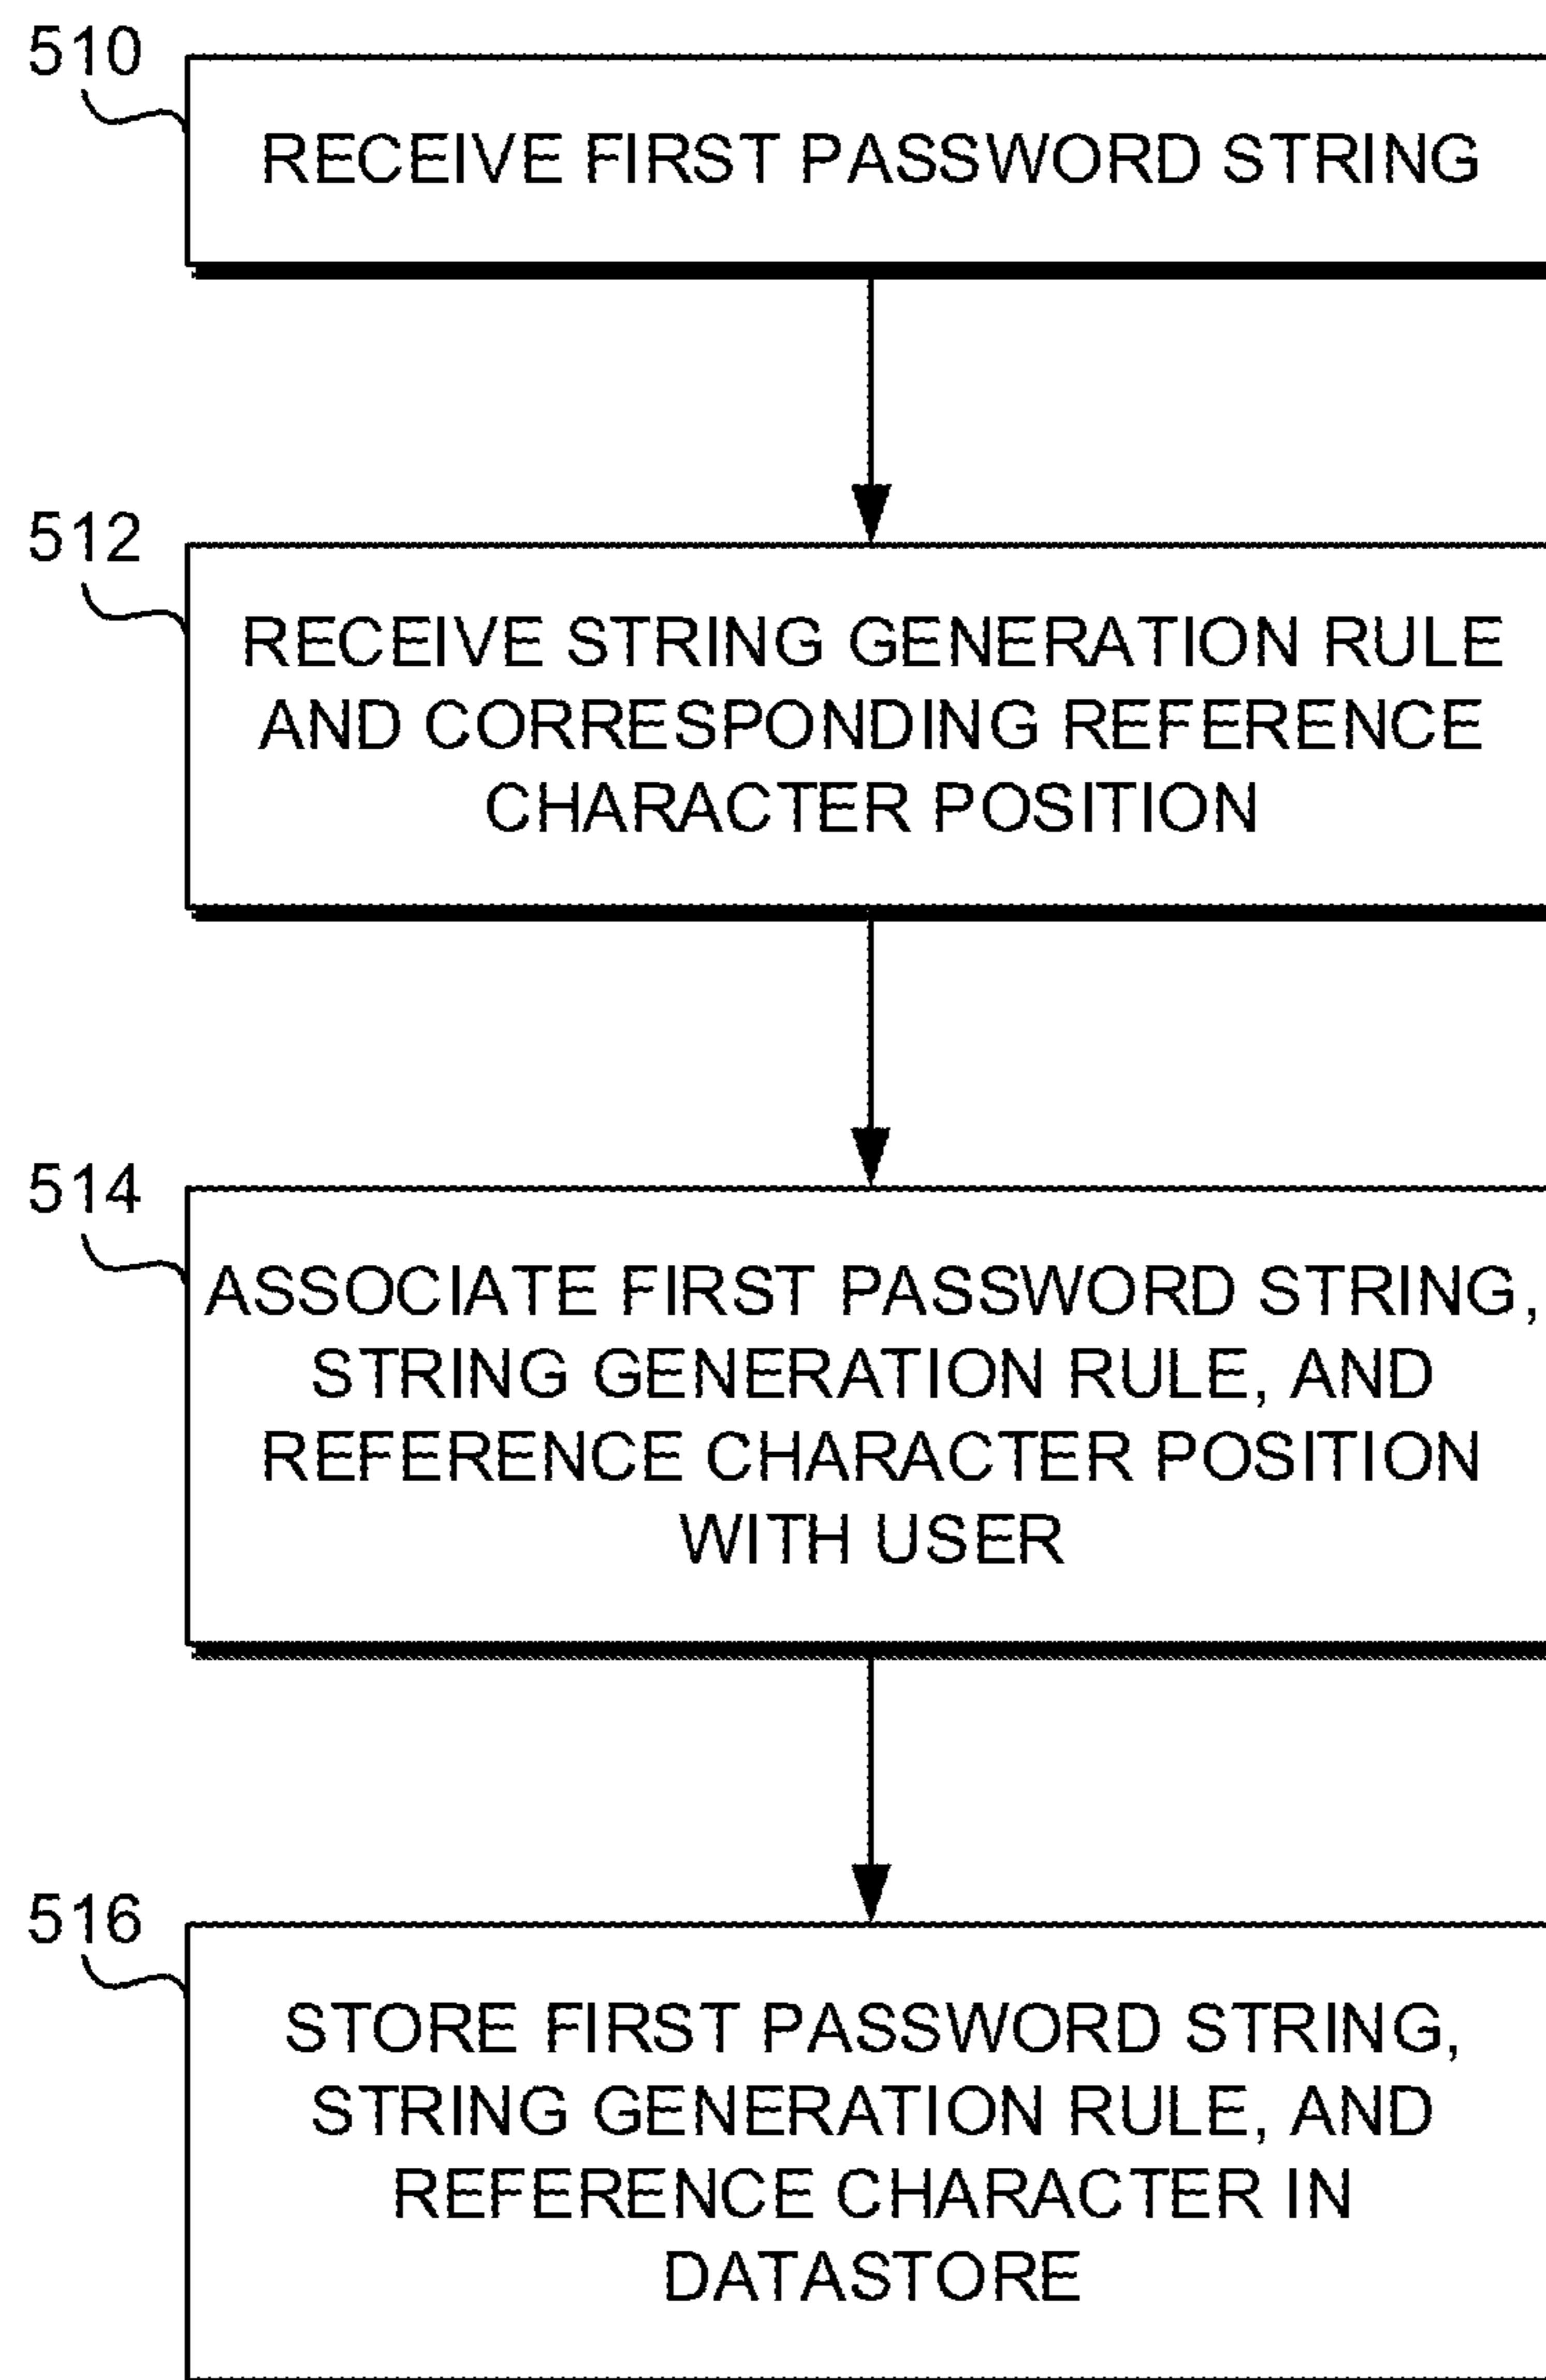 510
RECEIVE FIRST PASSWORD STRING
512
RECEIVE STRING GENERATION RULE
AND CORRESPONDING REFERENCE
CHARACTER POSITION
514
ASSOCIATE FIRST PASSWORD STRING,
STRING GENERATION RULE, AND
REFERENCE CHARACTER POSITION
WITH USER
516
STORE FIRST PASSWORD STRING,
STRING GENERATION RULE, AND
REFERENCE CHARACTER IN
DATASTORE